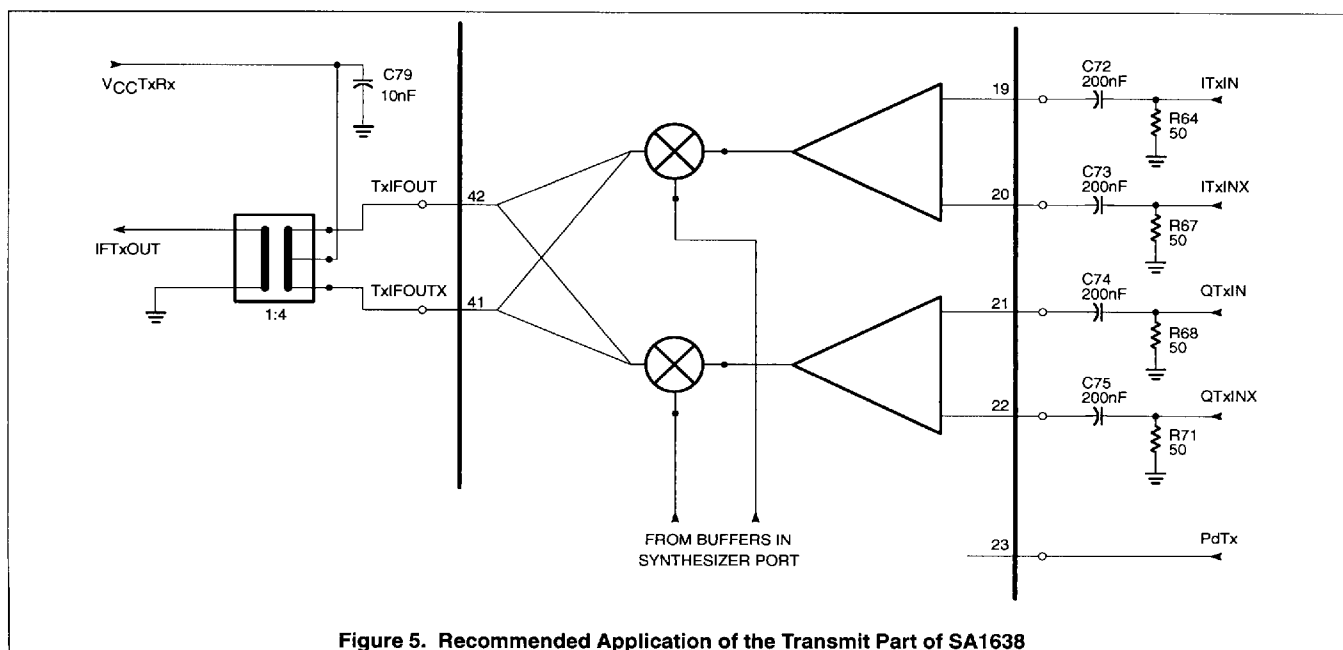 VCCTxRx
C79
10nF
TxIFOUT
42
IFTxOUT
TxIFOUTX
41
1:4
FROM BUFFERS IN
SYNTHESIZER PORT
19
C72
200nF
ITxIN
R64
50
20
C73
200nF
ITxINX
R67
50
21
C74
200nF
QTxIN
R68
50
22
C75
200nF
QTxINX
R71
50
23
PdTx
Figure 5. Recommended Application of the Transmit Part of SA1638